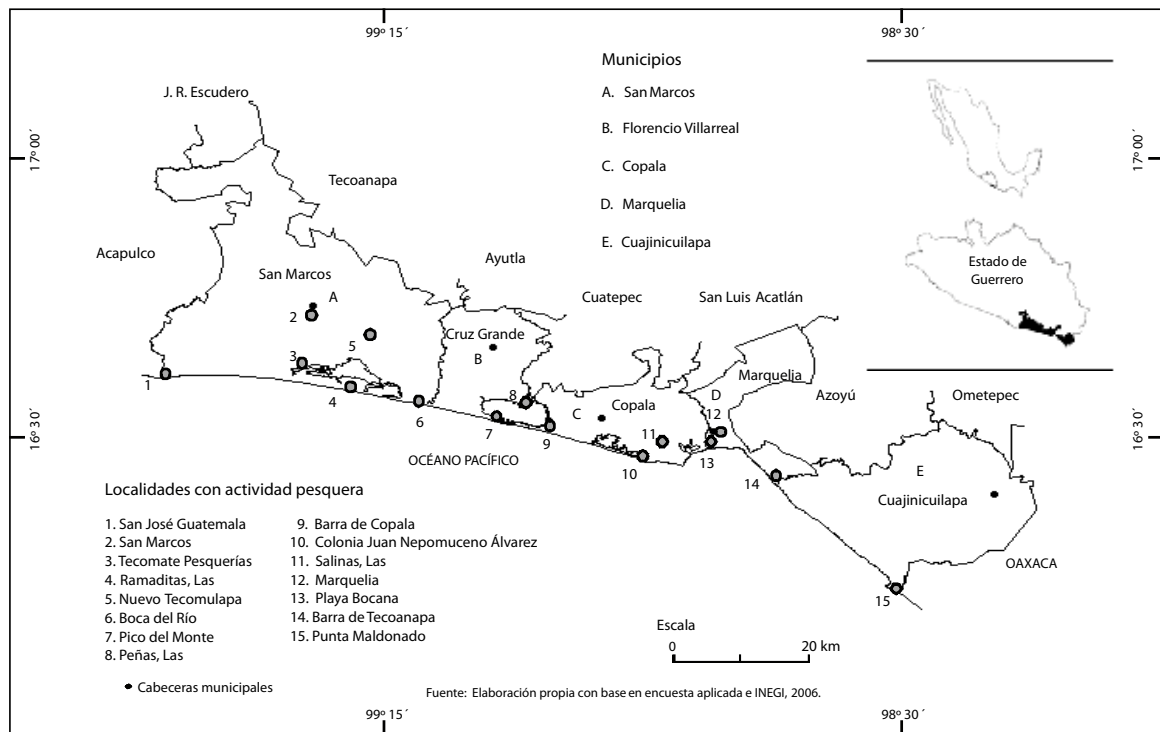 99º 15´
98º 30´
Municipios
A. San Marcos
B. Florencio Villarreal
C. Copala
D. Marquelia
E. Cuajinicuilapa
J. R. Escudero
17º 00´
17º 00´
Tecoanapa
Acapulco
San Marcos
A
2
5
3
1
4
Ayutla
Cruz Grande
B
6
7
8
9
Cuatepec
San Luis Acatlán
C
Copala
11
10
Marquelia
D
12
13
Azoyú
14
Ometepec
E
Cuajinicuilapa
OAXACA
15
Estado de
Guerrero
16º 30´
16º 30´
OCÉANO PACÍFICO
Localidades con actividad pesquera
1. San José Guatemala
2. San Marcos
3. Tecomate Pesquerías
4. Ramaditas, Las
5. Nuevo Tecomulapa
6. Boca del Río
7. Pico del Monte
8. Peñas, Las
9. Barra de Copala
10. Colonia Juan Nepomuceno Álvarez
11. Salinas, Las
12. Marquelia
13. Playa Bocana
14. Barra de Tecoanapa
15. Punta Maldonado
Cabeceras municipales
Escala
0 20 km
Fuente: Elaboración propia con base en encuesta aplicada e INEGI, 2006.
99º 15´
98º 30´